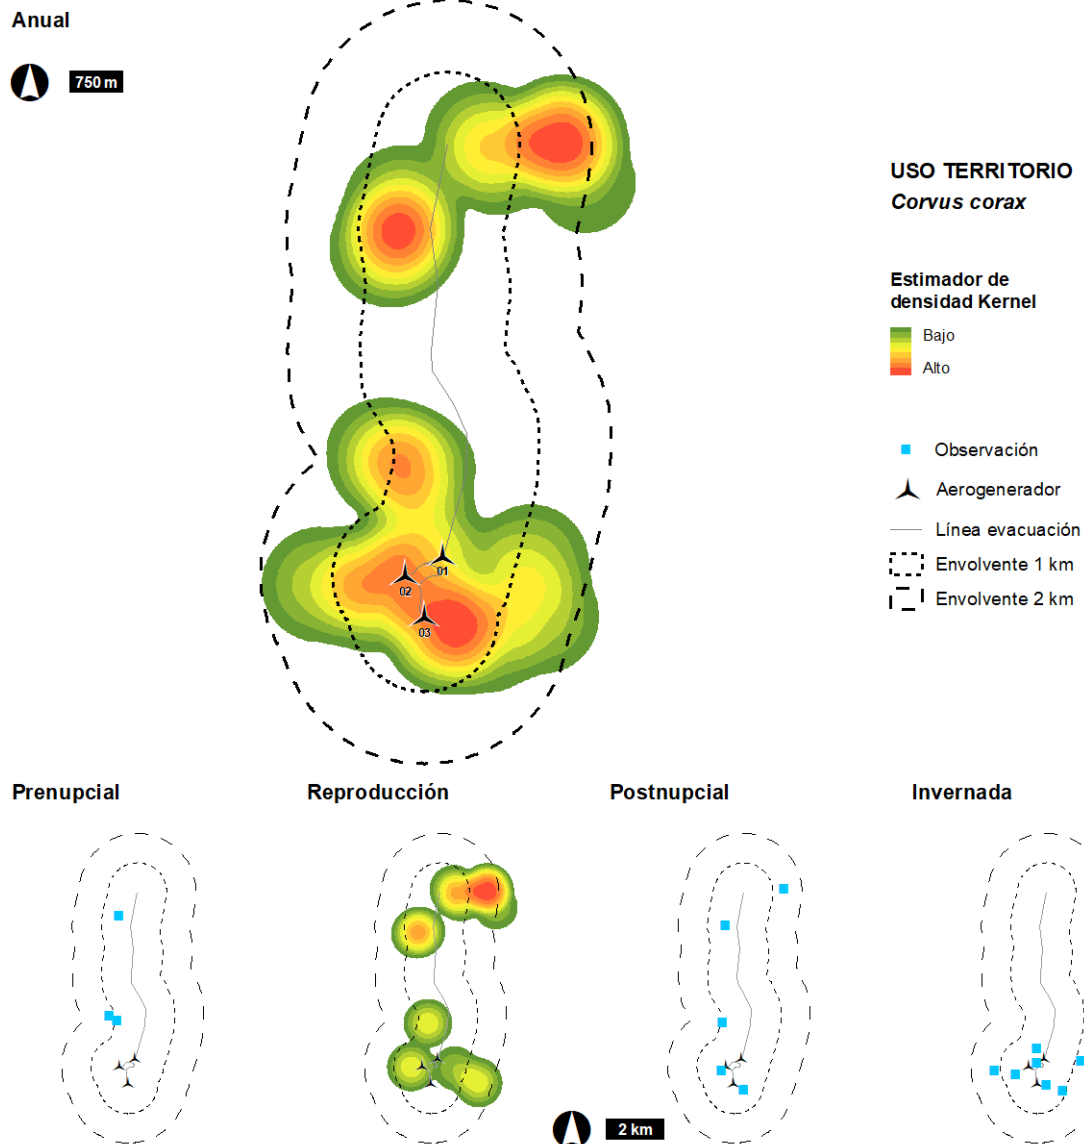 Anual
750 m
USO TERRITORIO
Corvus corax
Estimador de
densidad Kernel
Bajo
Alto
Observación
Aerogenerador
Línea evacuación
Envolvente 1 km
Envolvente 2 km
01
02
03
Prenupcial
Reproducción
Postnupcial
Invernada
2 km